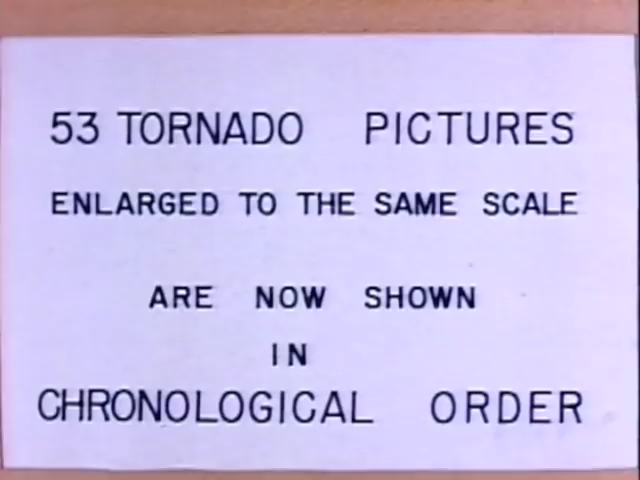 53 TORNADO PICTURES
ENLARGED TO THE SAME SCALE
ARE NOW SHOWN
IN
CHRONOLOGICAL ORDER